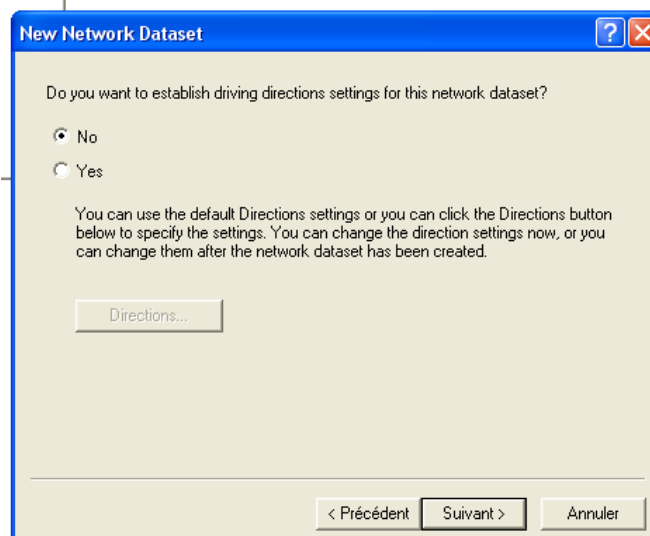 New Network Dataset
Do you want to establish driving directions settings for this network dataset?
No
Yes
You can use the default Directions settings or you can click the Directions button
below to specify the settings. You can change the direction settings now, or you
can change them after the network dataset has been created.
Directions...
< Précédent
Suivant >
Annuler